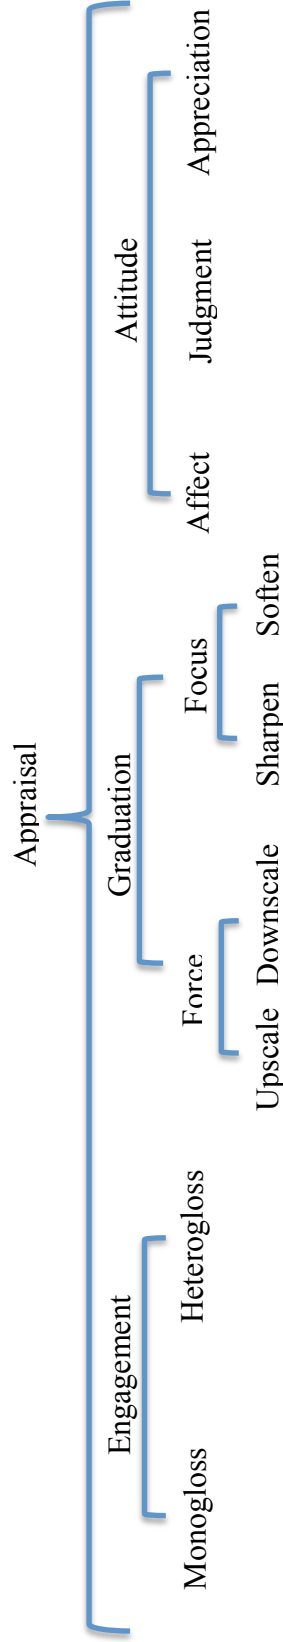 Appraisal
Engagement Graduation Attitude
Monogloss Heterogloss Force Focus Affect Judgment Appreciation
Upscale Downscale Sharpen Soften